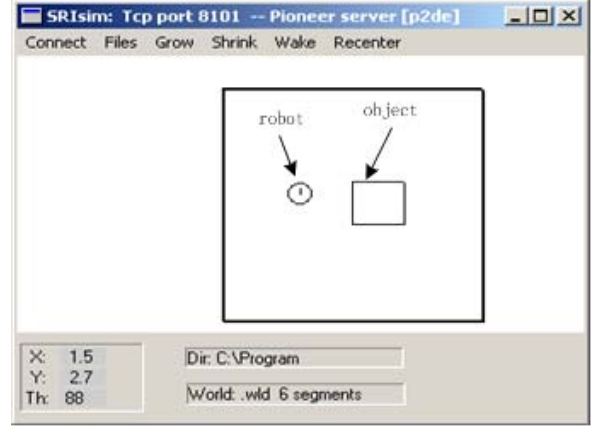 SRIsim: Tcp port 8101 -- Pioneer server [p2de]
Connect Files Grow Shrink Wake Recenter
robot object
X: 1.5 Dir: C:\Program
Y: 2.7
Th: 88 World: .wld 6 segments